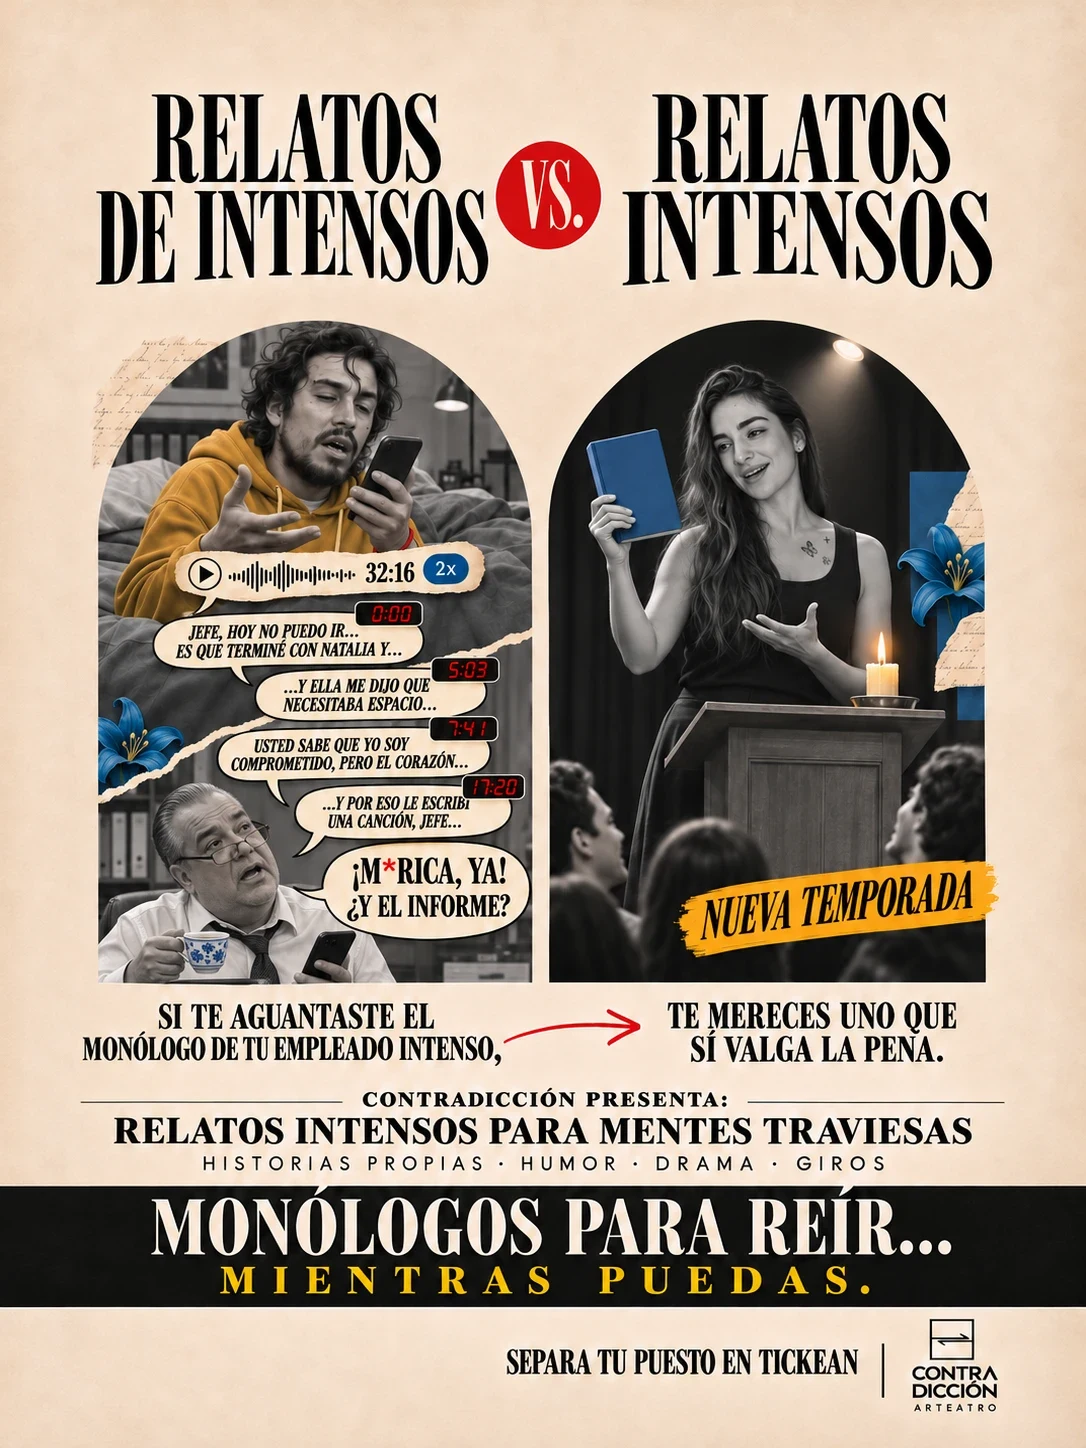 RELATOS
DE INTENSOS
VS.
RELATOS
INTENSOS
32:16
2x
0:00
JEFE, HOY NO PUEDO IR...
ES QUE TERMINÉ CON NATALIA Y...
5:03
...Y ELLA ME DIJO QUE
NECESITABA ESPACIO...
7:41
USTED SABE QUE YO SOY
COMPROMETIDO, PERO EL CORAZÓN...
17:20
...Y POR ESO LE ESCRIBÍ
UNA CANCIÓN, JEFE...
¡M*RICA, YA!
¿Y EL INFORME?
NUEVA TEMPORADA
SI TE AGUANTASTE EL
MONÓLOGO DE TU EMPLEADO INTENSO,
TE MERECES UNO QUE
SÍ VALGA LA PENA.
CONTRADICCIÓN PRESENTA:
RELATOS INTENSOS PARA MENTES TRAVIESAS
HISTORIAS PROPIAS · HUMOR · DRAMA · GIROS
MONÓLOGOS PARA REÍR...
MIENTRAS PUEDAS.
SEPARA TU PUESTO EN TICKEAN
CONTRA
DICCIÓN
ARTEATRO